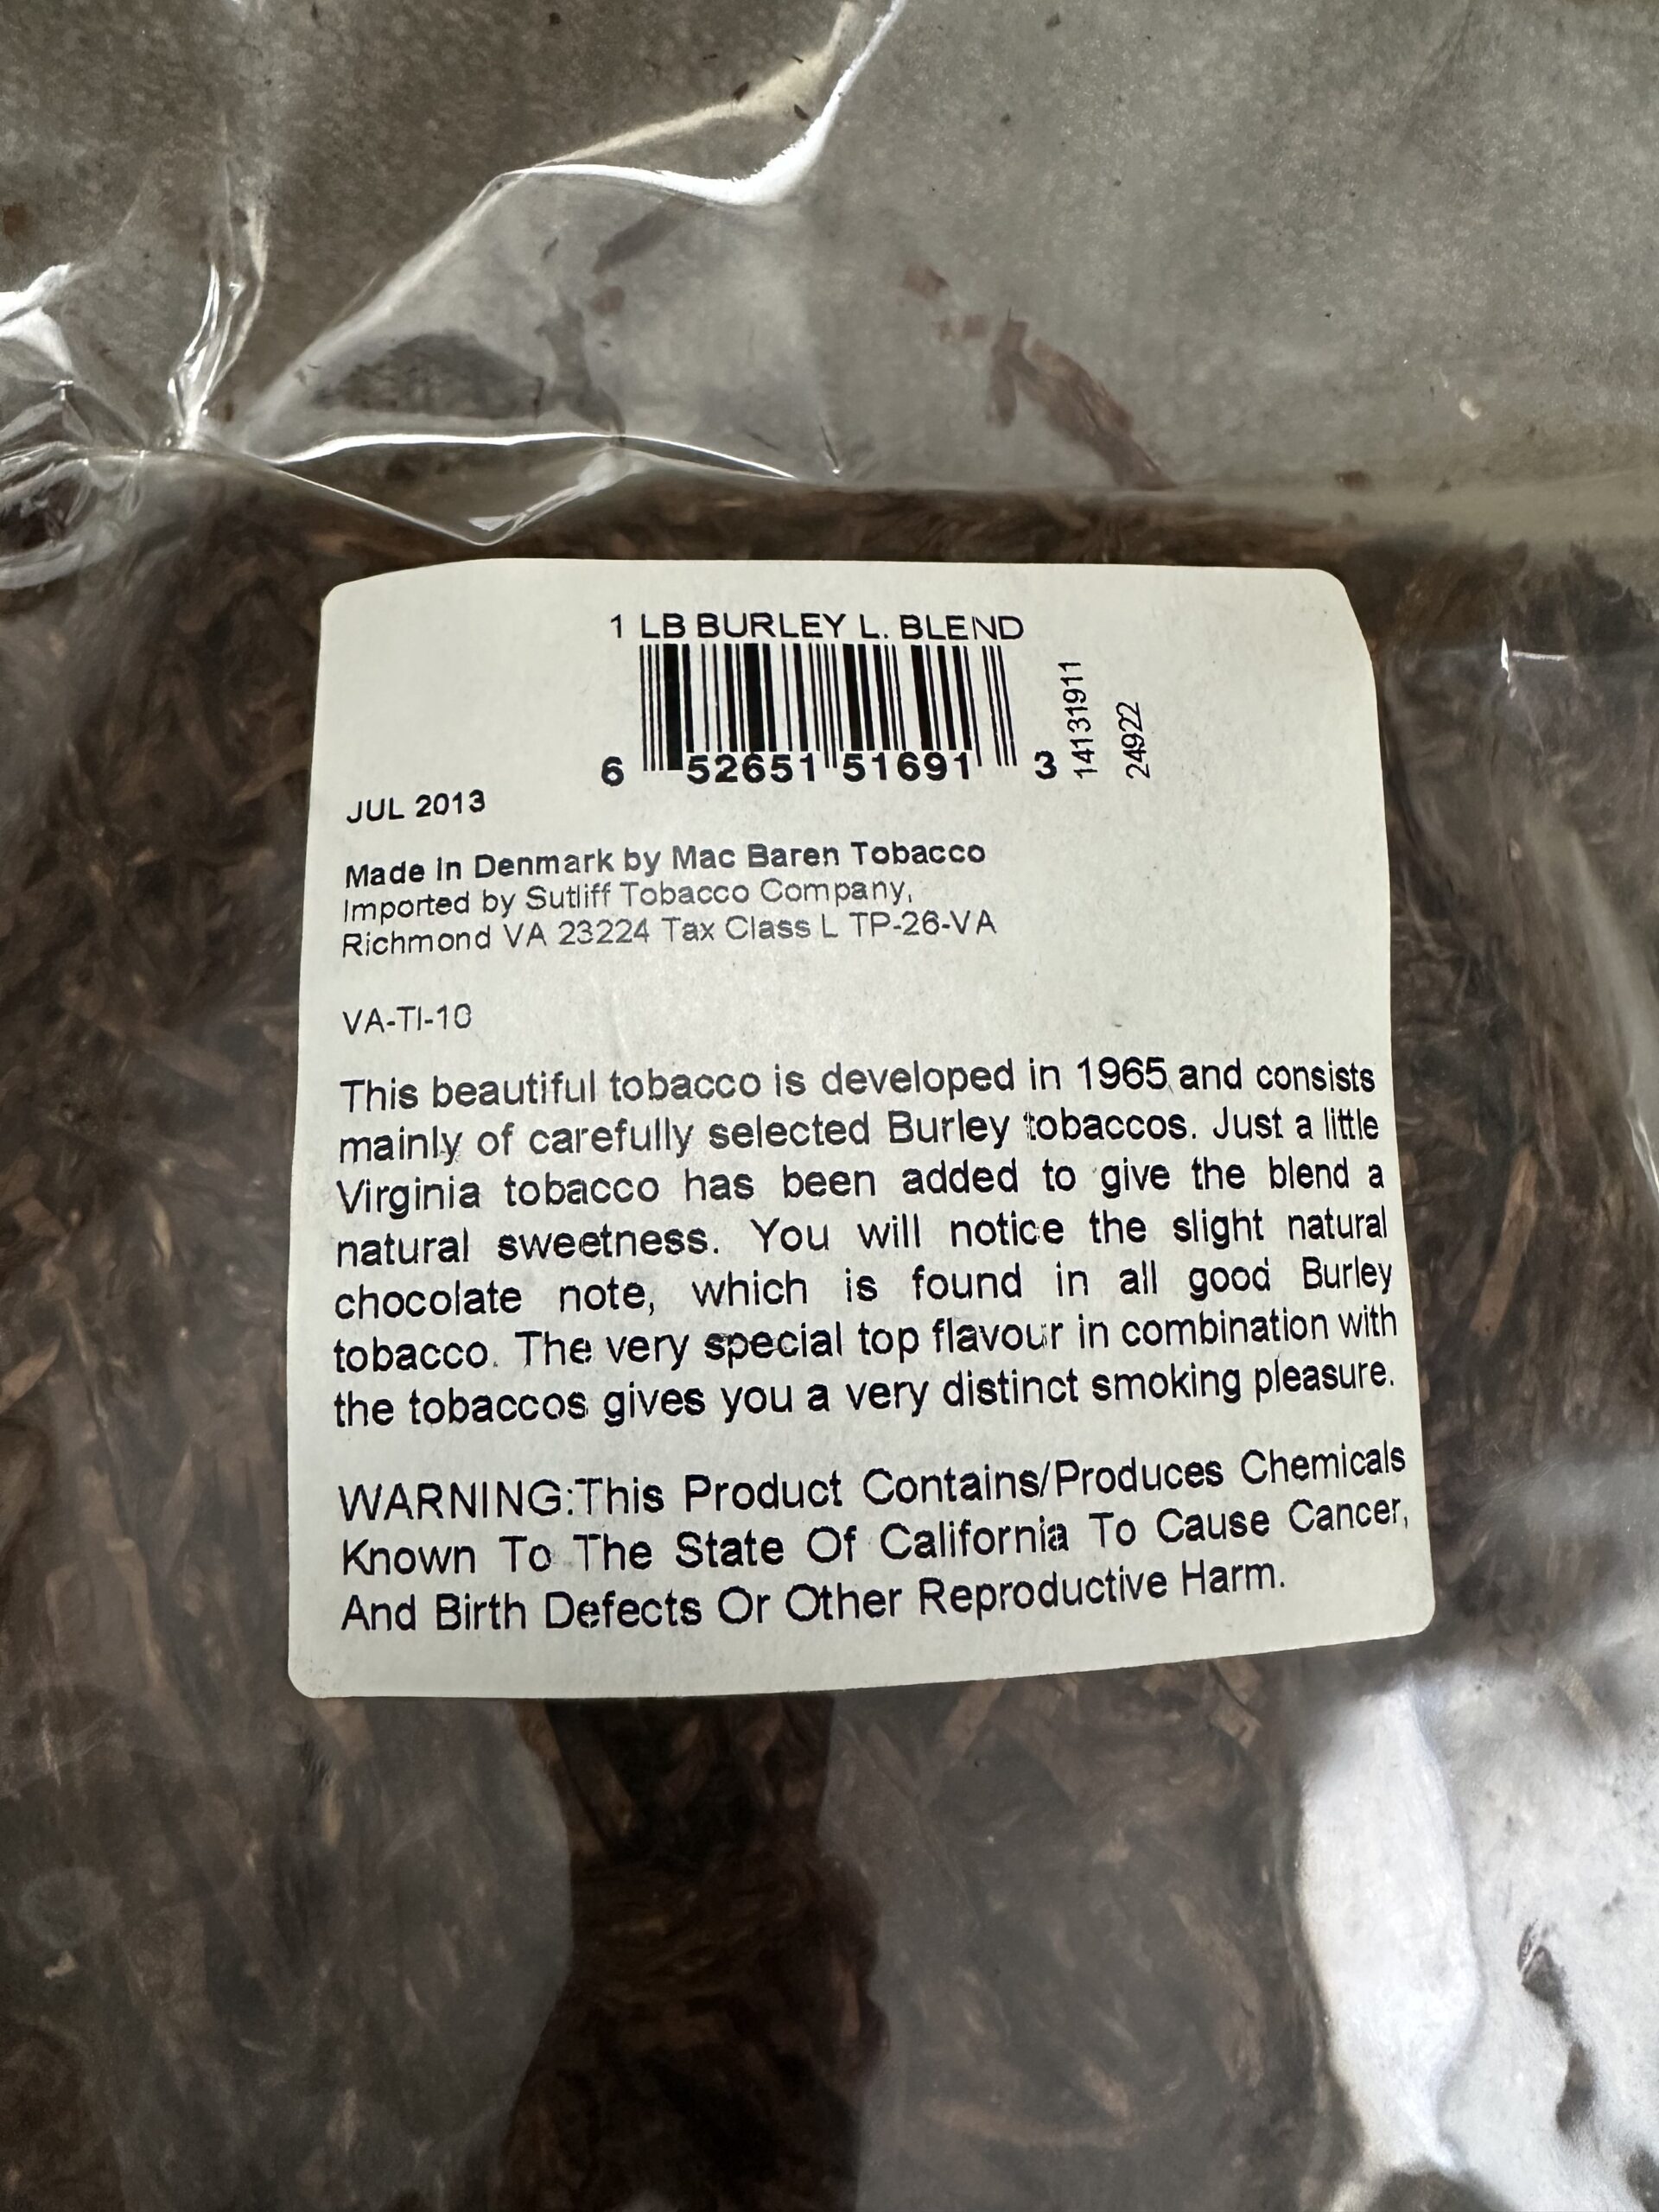 1 LB BURLEY L. BLEND
6 52651 51691 3
14131911
24922
JUL 2013
Made In Denmark by Mac Baren Tobacco
Imported by Sutliff Tobacco Company,
Richmond VA 23224 Tax Class L TP-26-VA
VA-TI-10
This beautiful tobacco is developed in 1965 and consists
mainly of carefully selected Burley tobaccos. Just a little
Virginia tobacco has been added to give the blend a
natural sweetness. You will notice the slight natural
chocolate note, which is found in all good Burley
tobacco. The very special top flavour in combination with
the tobaccos gives you a very distinct smoking pleasure.
WARNING:This Product Contains/Produces Chemicals
Known To The State Of California To Cause Cancer,
And Birth Defects Or Other Reproductive Harm.